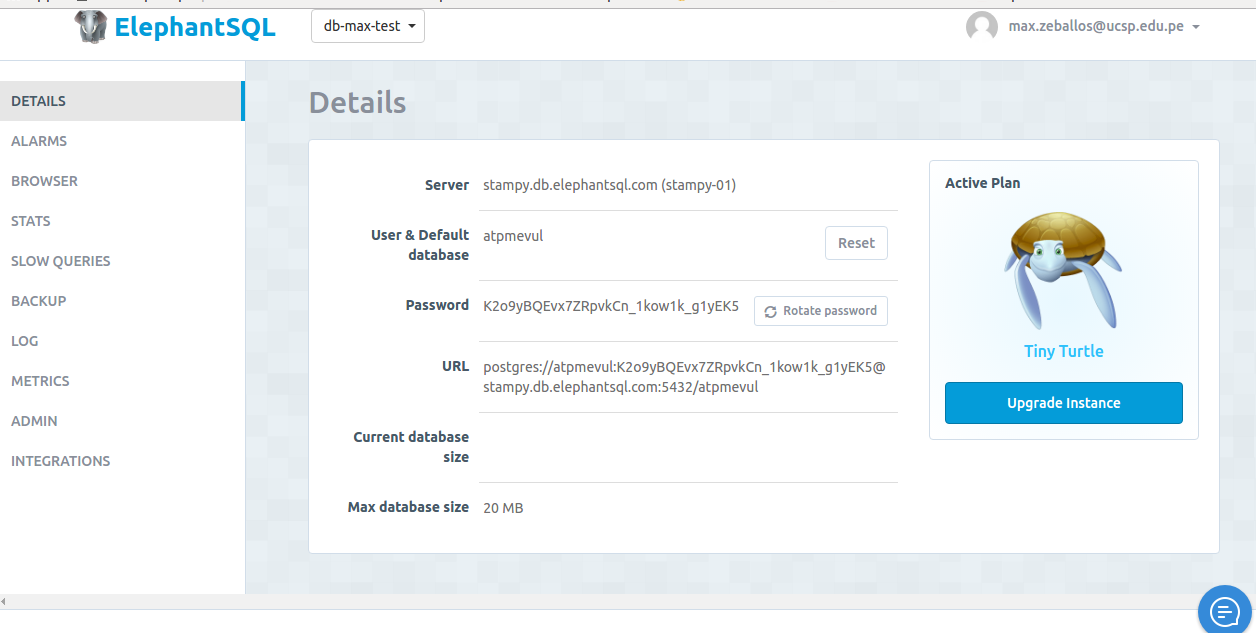 ElephantSQL
db-max-test
max.zeballos@ucsp.edu.pe
DETAILS
ALARMS
BROWSER
STATS
SLOW QUERIES
BACKUP
LOG
METRICS
ADMIN
INTEGRATIONS
Details
Server
stampy.db.elephantsql.com (stampy-01)
User & Default
database
atpmevul
Reset
Password
K2o9yBQEvx7ZRpvkCn_1kow1k_g1yEK5
Rotate password
URL
postgres://atpmevul:K2o9yBQEvx7ZRpvkCn_1kow1k_g1yEK5@
stampy.db.elephantsql.com:5432/atpmevul
Current database
size
Max database size
20 MB
Active Plan
Tiny Turtle
Upgrade Instance